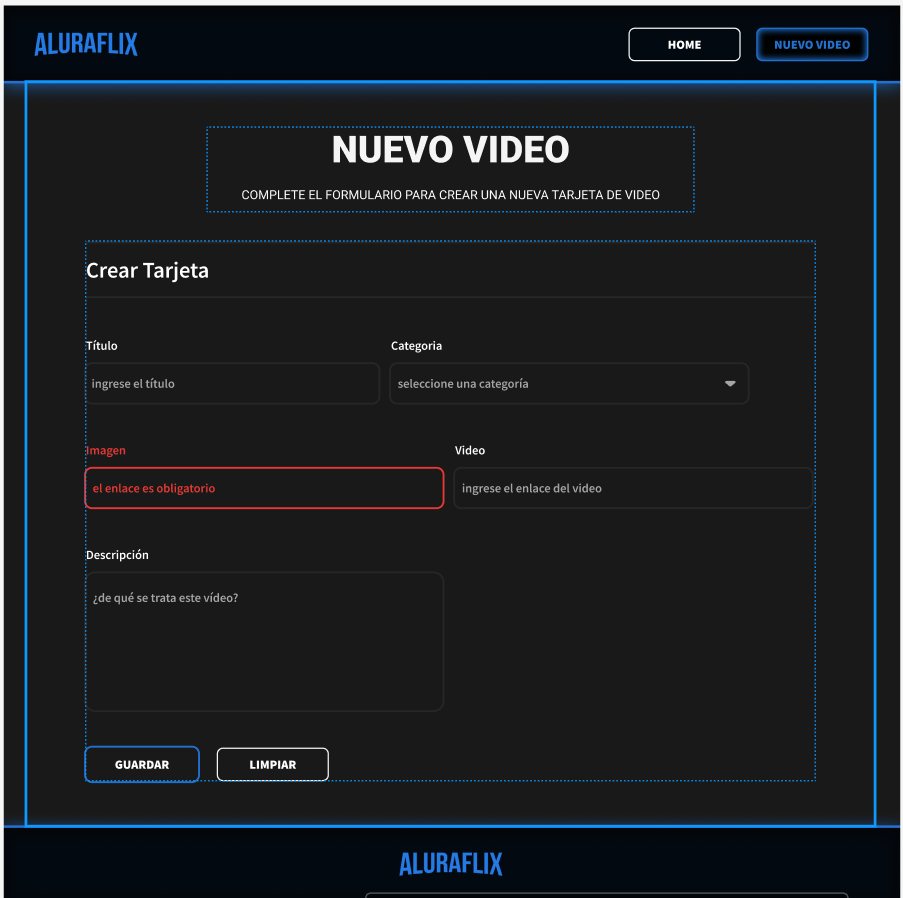 ALURAFLIX
HOME
NUEVO VIDEO
NUEVO VIDEO
COMPLETE EL FORMULARIO PARA CREAR UNA NUEVA TARJETA DE VIDEO
Crear Tarjeta
Título
Categoria
ingrese el título
seleccione una categoría
Imagen
Video
el enlace es obligatorio
ingrese el enlace del video
Descripción
¿de qué se trata este vídeo?
GUARDAR
LIMPIAR
ALURAFLIX